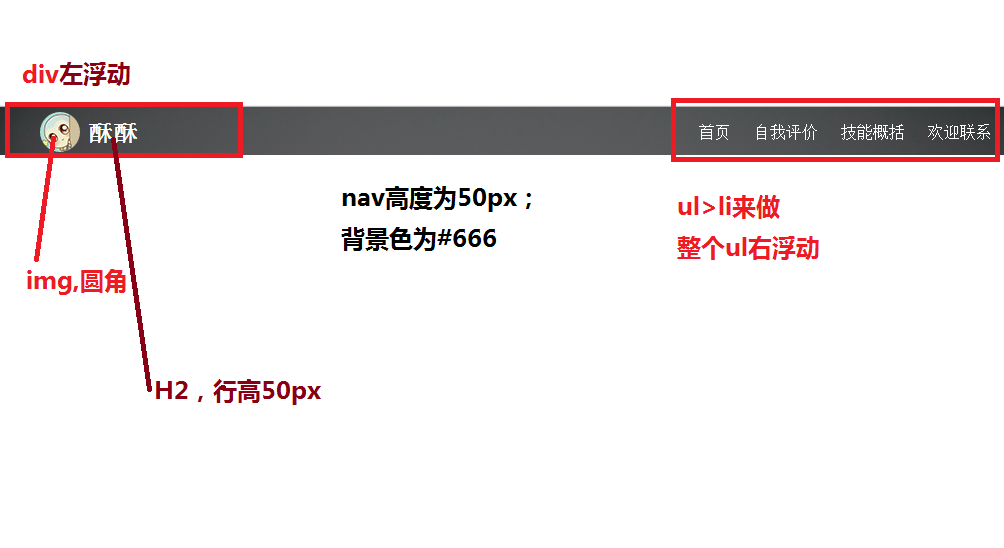 div左浮动
酥酥
首页 自我评价 技能概括 欢迎联系
nav高度为50px；
背景色为#666
ul>li来做
整个ul右浮动
img,圆角
H2，行高50px